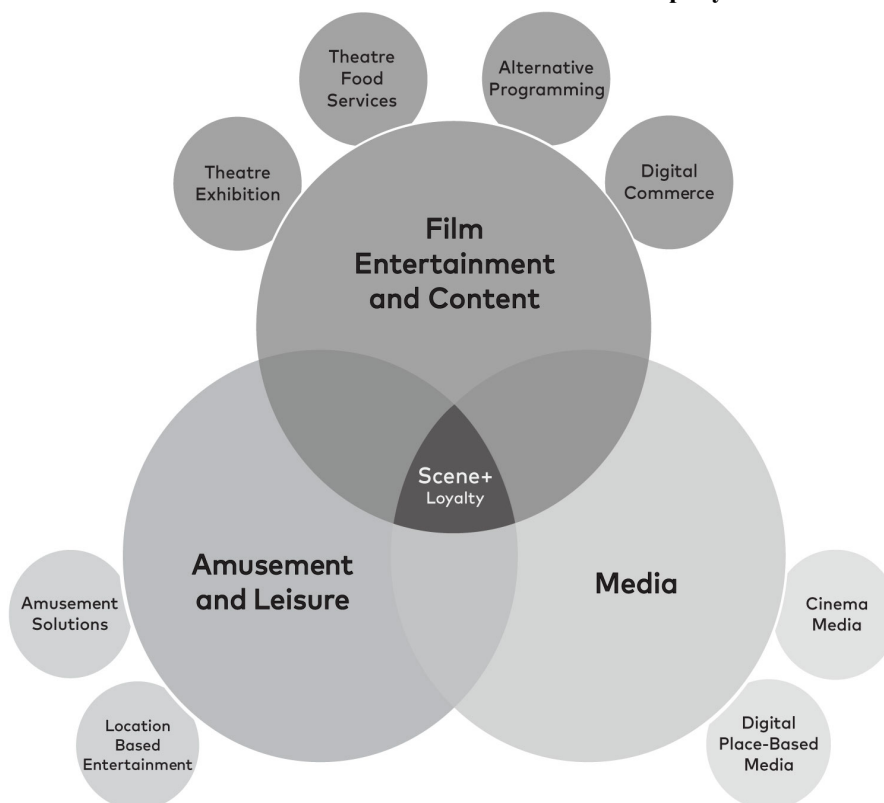 Theatre
Food
Services
Alternative
Programming
Theatre
Exhibition
Digital
Commerce
Film
Entertainment
and Content
Scene+
Loyalty
Amusement
and Leisure
Media
Amusement
Solutions
Cinema
Media
Location
Based
Entertainment
Digital
Place-Based
Media